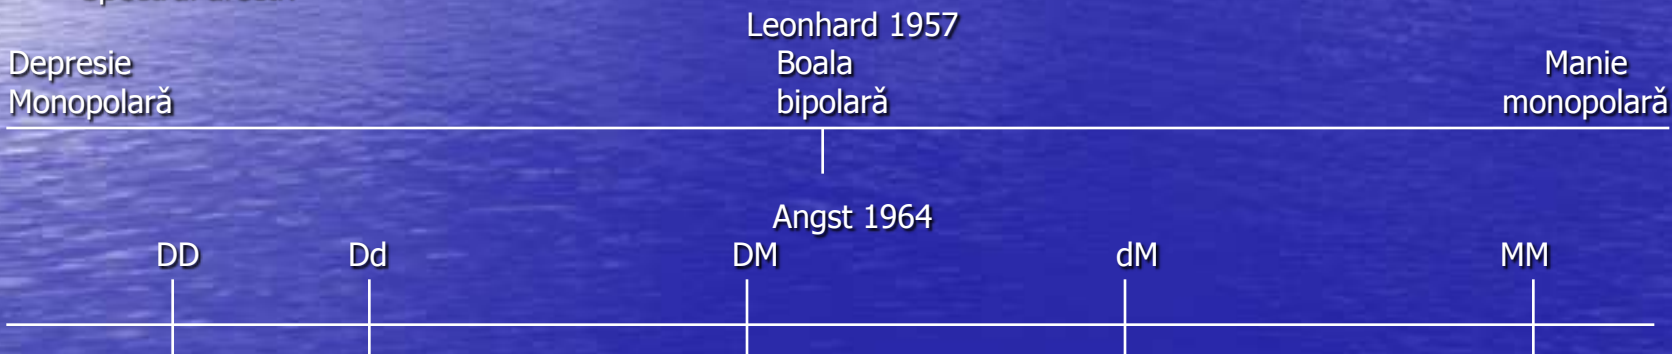 Leonhard 1957
Depresie Boala Manie
Monopolară bipolară monopolară
Angst 1964
DD Dd DM dM MM